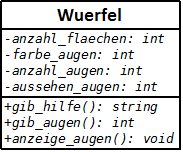 Wuerfel
-anzahl_flaechen: int
-farbe_augen: int
-anzahl_augen: int
-aussehen_augen: int
+gib_hilfe(): string
+gib_augen(): int
+anzeige_augen(): void